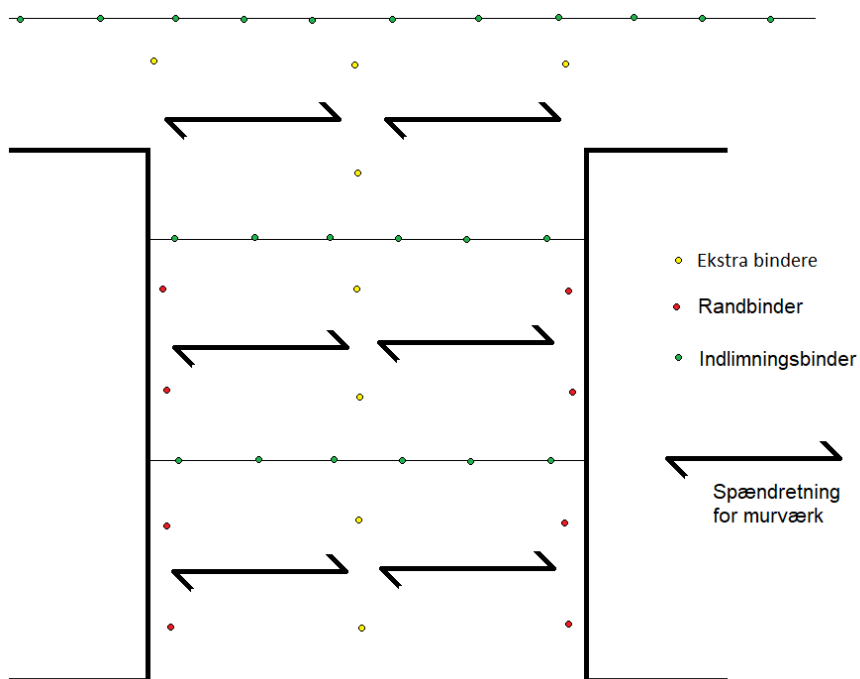 Ekstra bindere
Randbinder
Indlimningsbinder
Spændretning
for murværk